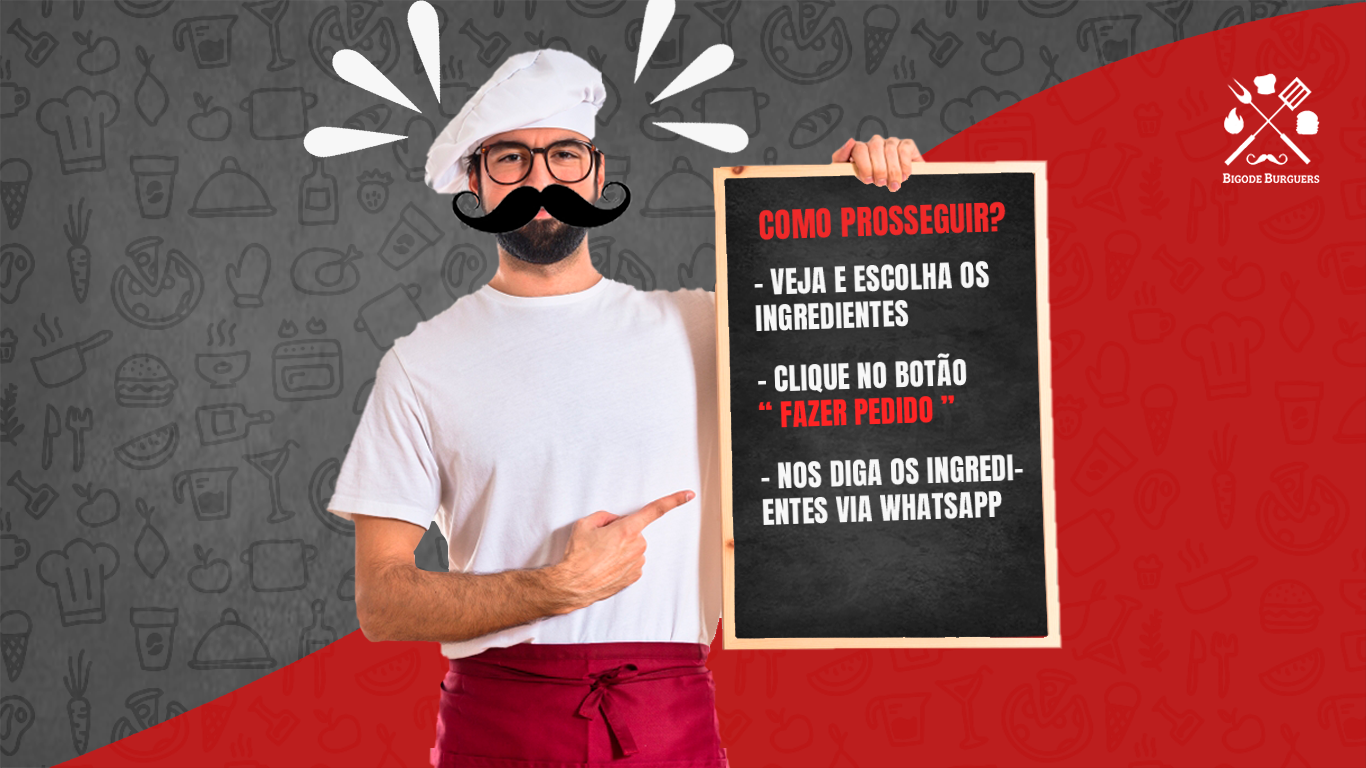 BIGODE BURGUERS
COMO PROSSEGUIR?
- VEJA E ESCOLHA OS
INGREDIENTES
- CLIQUE NO BOTÃO
“ FAZER PEDIDO ”
- NOS DIGA OS INGREDI-
ENTES VIA WHATSAPP